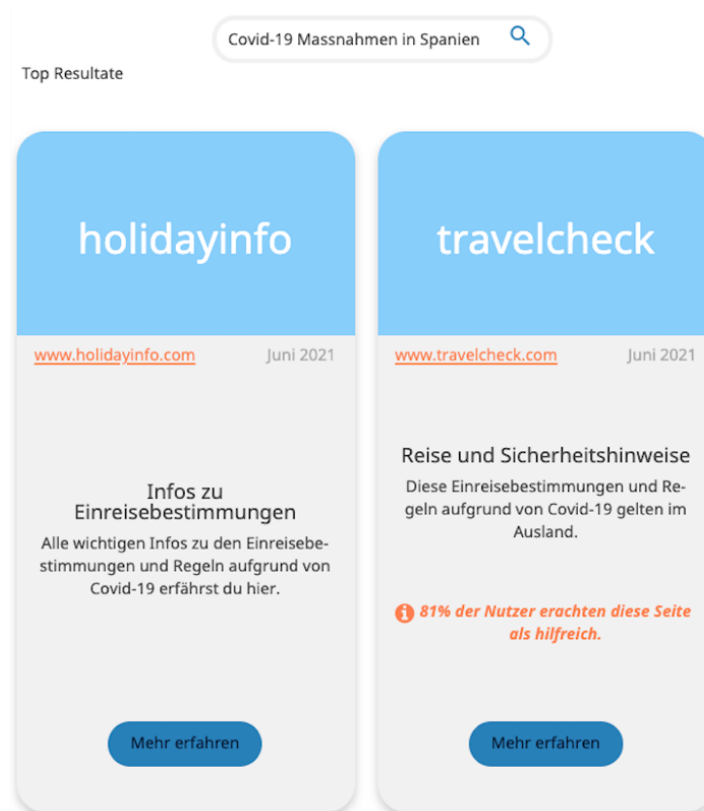 Covid-19 Massnahmen in Spanien
Top Resultate
holidayinfo
www.holidayinfo.com Juni 2021
Infos zu
Einreisebestimmungen
Alle wichtigen Infos zu den Einreisebe-
stimmungen und Regeln aufgrund von
Covid-19 erfährst du hier.
Mehr erfahren
travelcheck
www.travelcheck.com Juni 2021
Reise und Sicherheitshinweise
Diese Einreisebestimmungen und Re-
geln aufgrund von Covid-19 gelten im
Ausland.
81% der Nutzer erachten diese Seite
als hilfreich.
Mehr erfahren